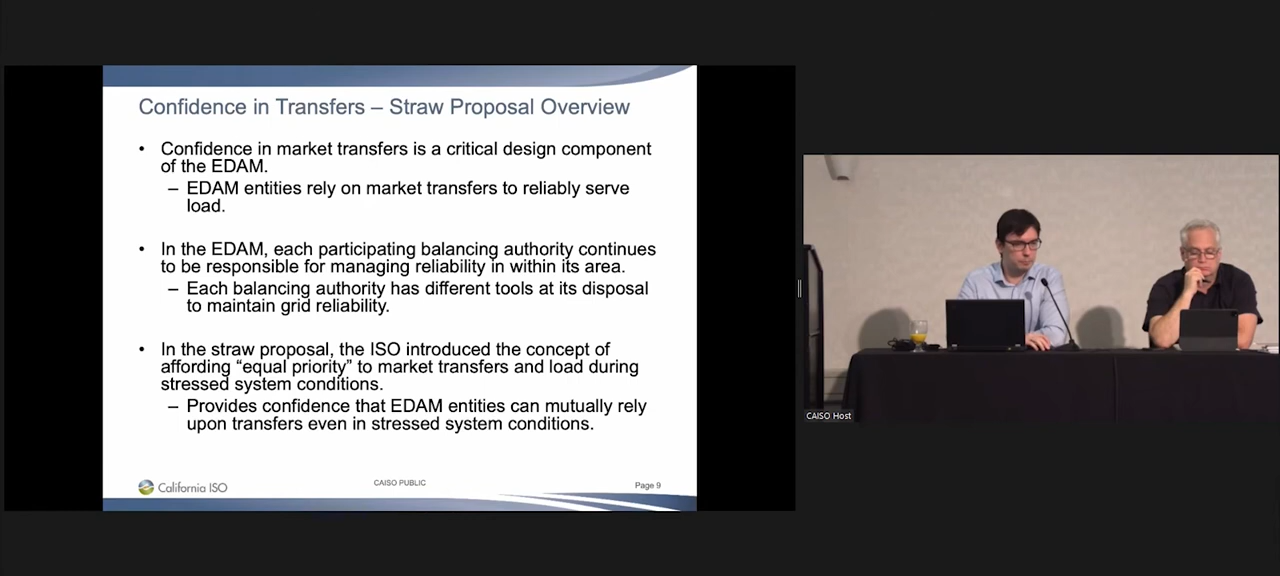 Confidence in Transfers – Straw Proposal Overview
• Confidence in market transfers is a critical design component
of the EDAM.
– EDAM entities rely on market transfers to reliably serve
load.
• In the EDAM, each participating balancing authority continues
to be responsible for managing reliability in within its area.
– Each balancing authority has different tools at its disposal
to maintain grid reliability.
• In the straw proposal, the ISO introduced the concept of
affording “equal priority” to market transfers and load during
stressed system conditions.
– Provides confidence that EDAM entities can mutually rely
upon transfers even in stressed system conditions.
California ISO
CAISO PUBLIC
Page 9
CAISO Host